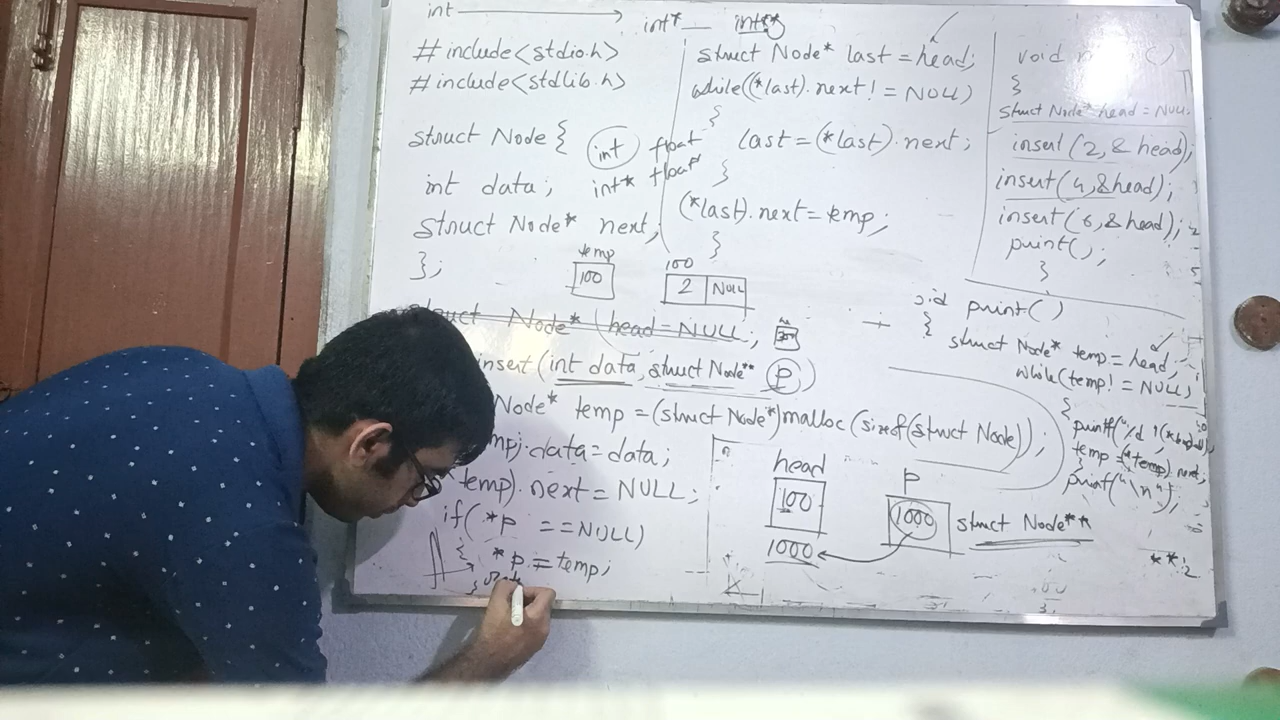 int int* int**
#include<stdio.h>
#include<stdlib.h>
struct Node {
int float
int data;
int* float*
struct Node* next;
};
temp
100
100
2 NULL
struct Node* head=NULL;
insert(int data, struct Node** p)
Node* temp =(struct Node*)malloc(sizeof(struct Node));
data=data;
temp).next=NULL;
if(*p ==NULL)
{ *p = temp;
}
struct Node* last = head;
while((*last).next!=NULL)
{
last=(*last).next;
}
(*last).next=temp;
}
head
100
1000
p
1000
struct Node**
void ()
{
struct Node* head=NULL
insert(2,&head);
insert(4,&head);
insert(6,&head);
print();
}
void print()
{
struct Node* temp=head;
while(temp!=NULL)
{
printf("%d
temp=(*temp).next;
}
printf("\n");
**
2